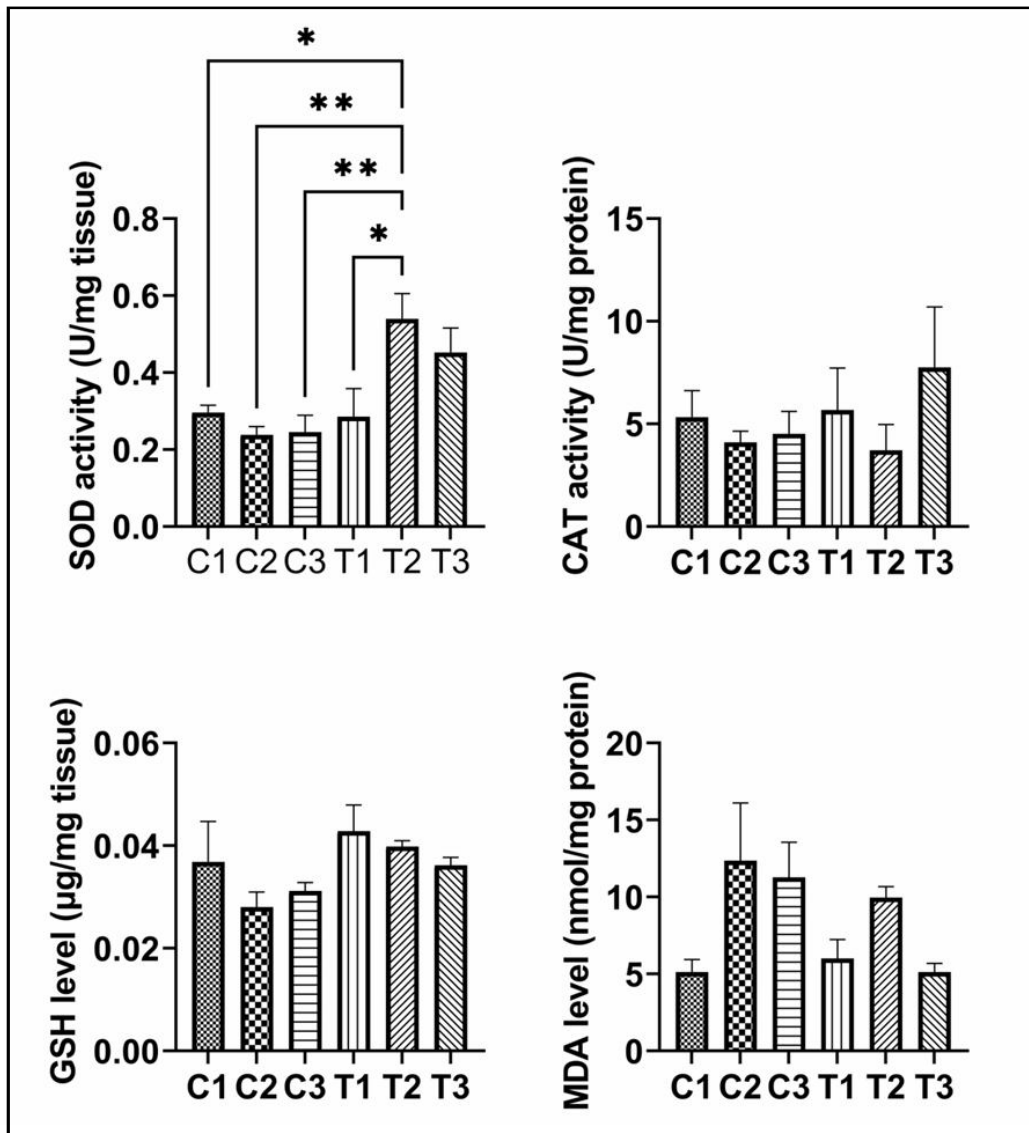 *
**
**
*
SOD activity (U/mg tissue)
0.8
0.6
0.4
0.2
0.0
C1 C2 C3 T1 T2 T3
CAT activity (U/mg protein)
15
10
5
0
C1 C2 C3 T1 T2 T3
GSH level (µg/mg tissue)
0.06
0.04
0.02
0.00
C1 C2 C3 T1 T2 T3
MDA level (nmol/mg protein)
20
15
10
5
0
C1 C2 C3 T1 T2 T3